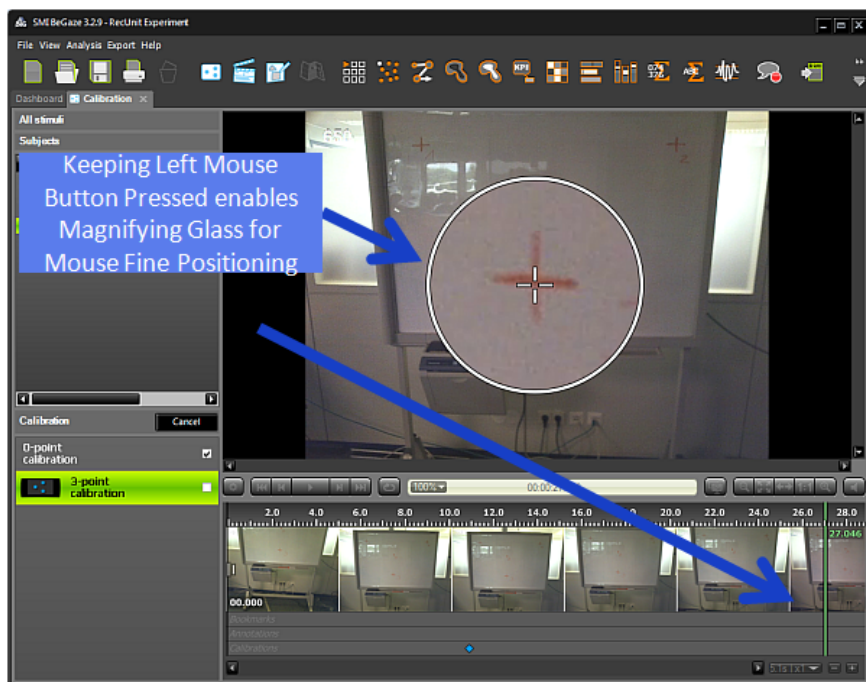 SMI BeGaze 3.2.9 - RecUnit Experiment
File View Analysis Export Help
KPI
Dashboard Calibration
All stimuli
Subjects
Keeping Left Mouse
Button Pressed enables
Magnifying Glass for
Mouse Fine Positioning
Calibration Cancel
0-point
calibration
3-point
calibration
100%
2.0 4.0 6.0 8.0 10.0 12.0 14.0 16.0 18.0 20.0 22.0 24.0 26.0 28.0
27.046
00.000
Bookmarks
Annotations
Calibrations